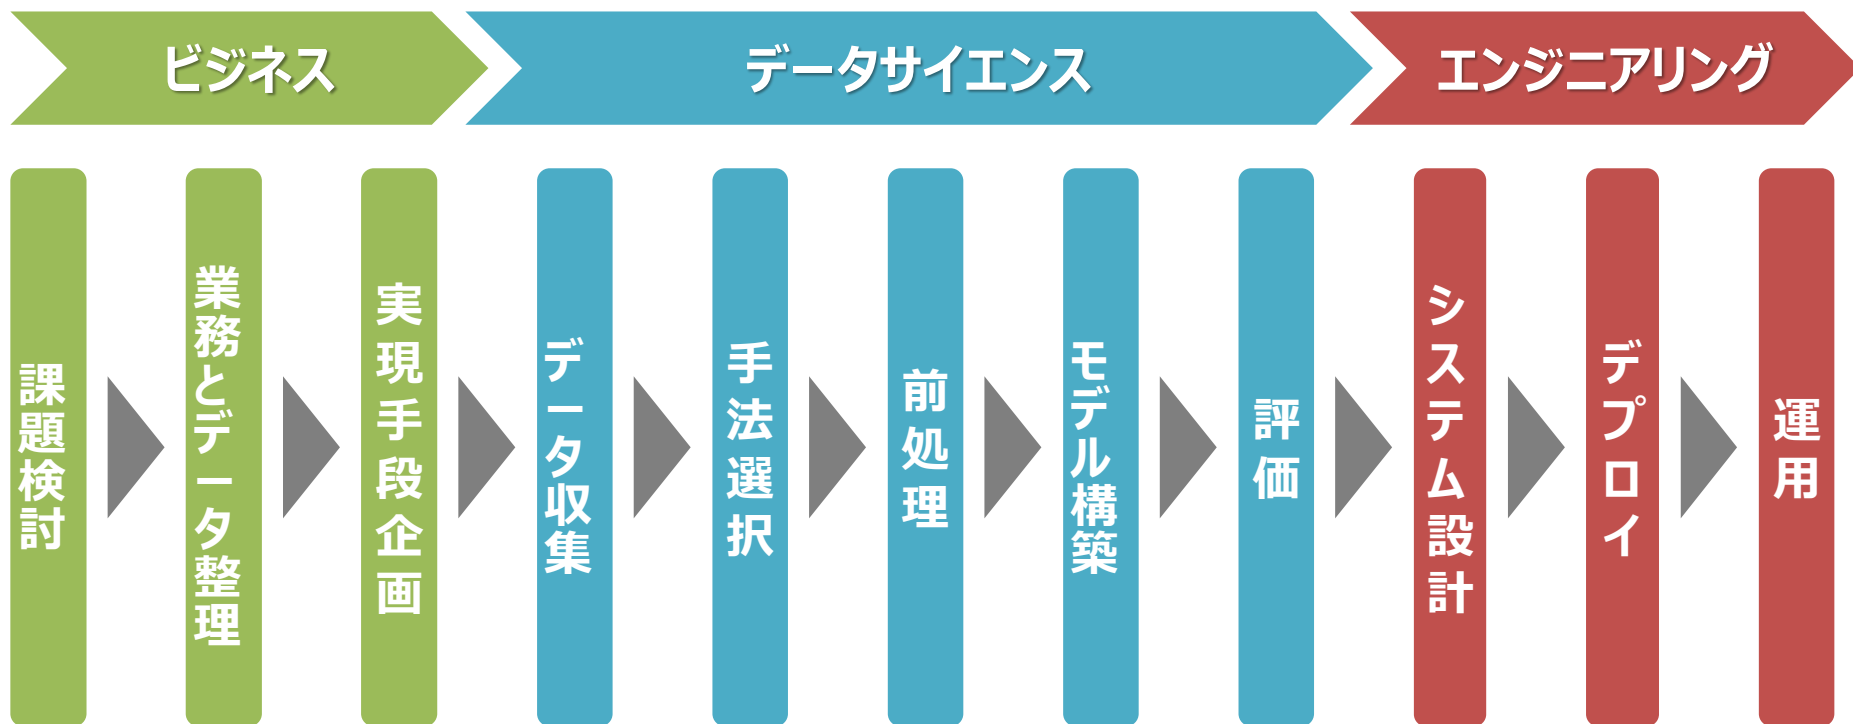 ビジネス
データサイエンス
エンジニアリング
課題検討
業務とデータ整理
実現手段企画
データ収集
手法選択
前処理
モデル構築
評価
システム設計
デプロイ
運用